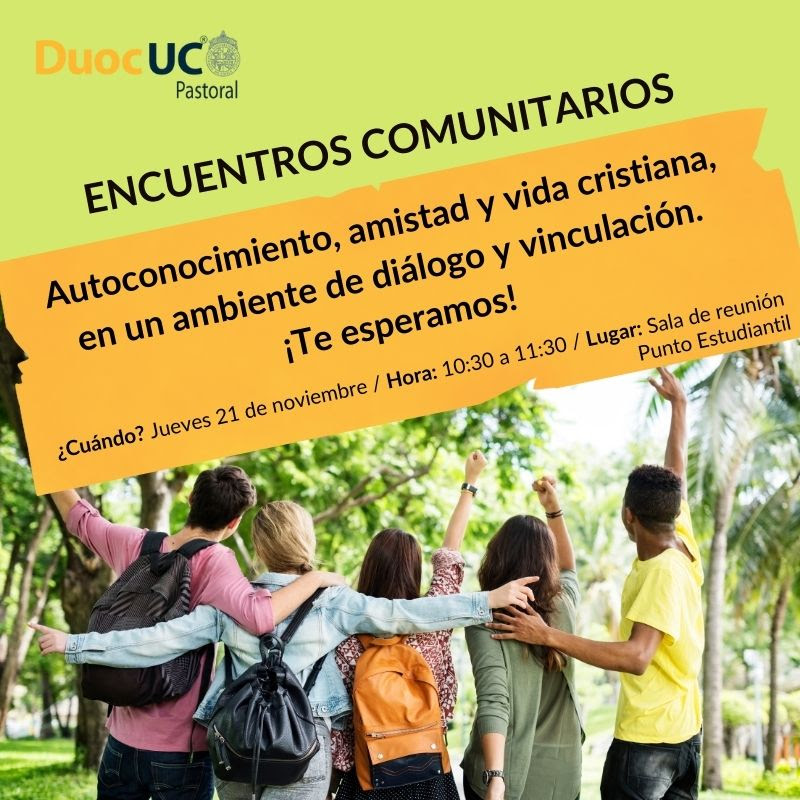 DuocUC®
Pastoral
ENCUENTROS COMUNITARIOS
Autoconocimiento, amistad y vida cristiana,
en un ambiente de diálogo y vinculación.
¡Te esperamos!
¿Cuándo? Jueves 21 de noviembre / Hora: 10:30 a 11:30 / Lugar: Sala de reunión
Punto Estudiantil